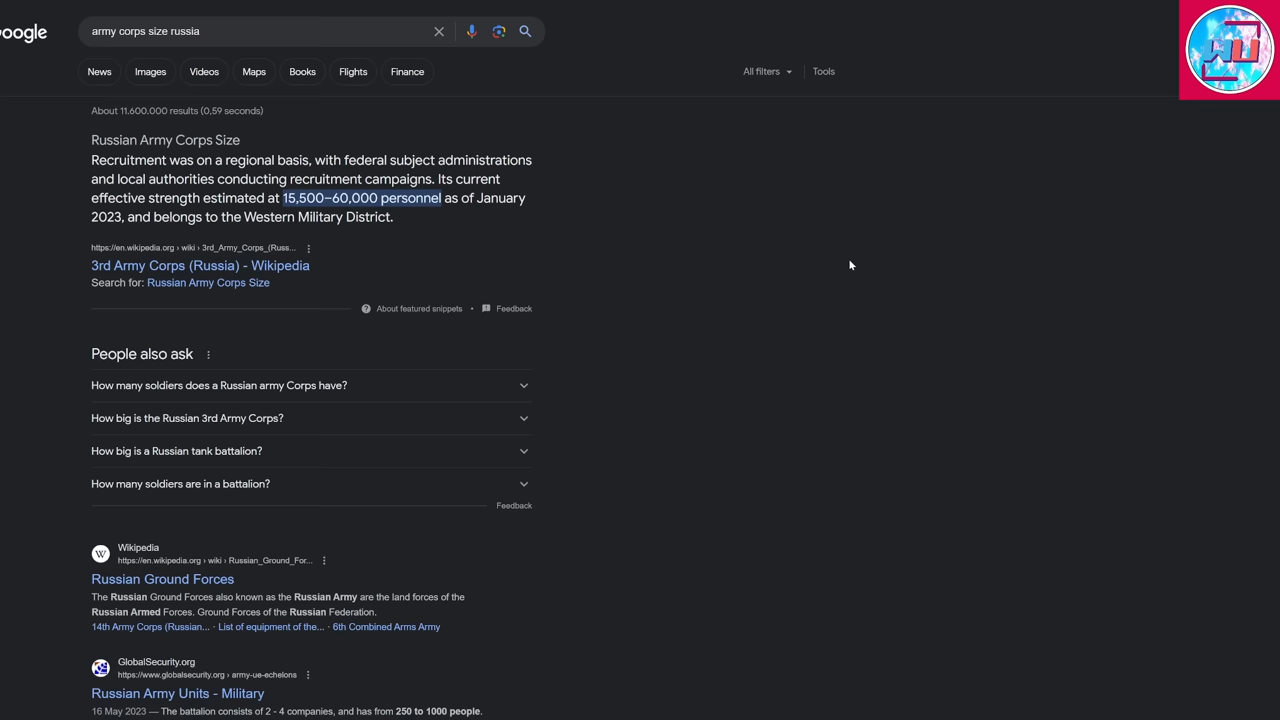 oogle
army corps size russia
WU
News Images Videos Maps Books Flights Finance All filters Tools
About 11.600.000 results (0,59 seconds)
Russian Army Corps Size
Recruitment was on a regional basis, with federal subject administrations
and local authorities conducting recruitment campaigns. Its current
effective strength estimated at 15,500–60,000 personnel as of January
2023, and belongs to the Western Military District.
https://en.wikipedia.org › wiki › 3rd_Army_Corps_(Russ...
3rd Army Corps (Russia) - Wikipedia
Search for: Russian Army Corps Size
About featured snippets • Feedback
People also ask
How many soldiers does a Russian army Corps have?
How big is the Russian 3rd Army Corps?
How big is a Russian tank battalion?
How many soldiers are in a battalion?
Feedback
W
Wikipedia
https://en.wikipedia.org › wiki › Russian_Ground_For...
Russian Ground Forces
The Russian Ground Forces also known as the Russian Army are the land forces of the
Russian Armed Forces. Ground Forces of the Russian Federation.
14th Army Corps (Russian... · List of equipment of the... · 6th Combined Arms Army
GlobalSecurity.org
https://www.globalsecurity.org › army-ue-echelons
Russian Army Units - Military
16 May 2023 — The battalion consists of 2 - 4 companies, and has from 250 to 1000 people.